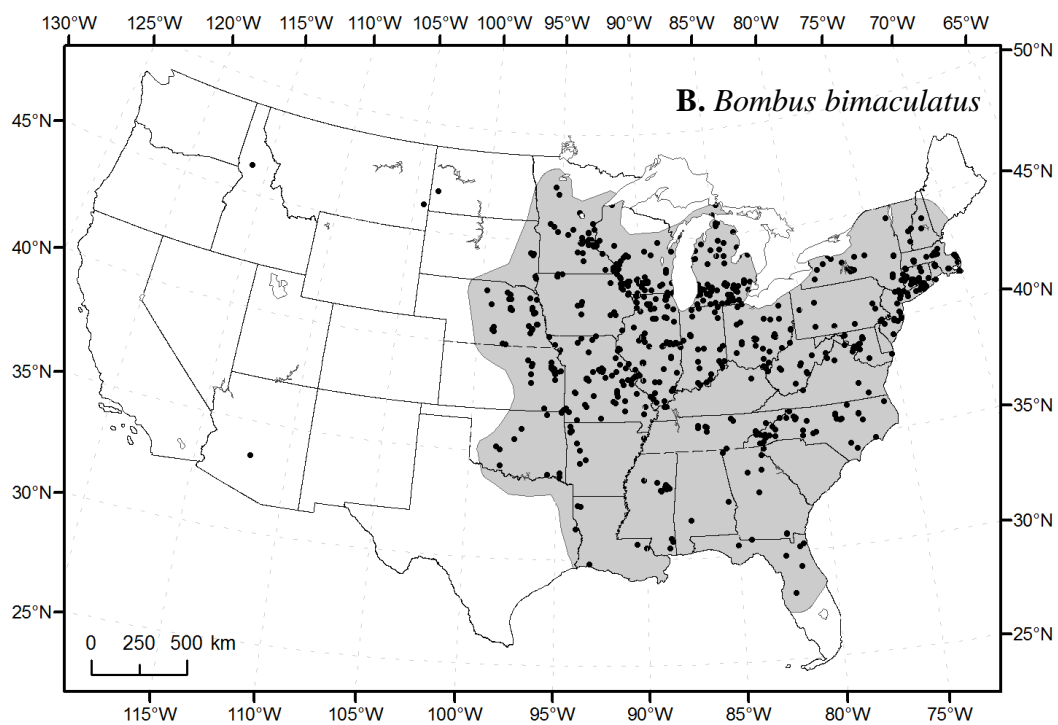 130°W 120°W 115°W 110°W 105°W 100°W 95°W 90°W 85°W 80°W 75°W 70°W 65°W
50°N
B. Bombus bimaculatus
45°N 45°N
40°N 40°N
35°N 35°N
30°N 30°N
25°N 25°N
0 250 500 km
115°W 110°W 105°W 100°W 95°W 90°W 85°W 80°W 75°W 70°W